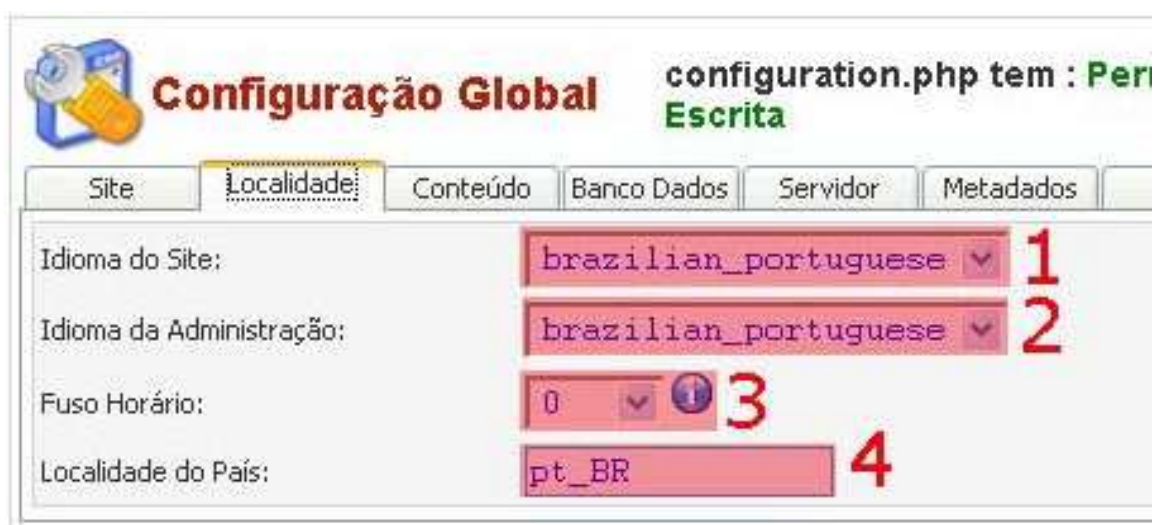 Configuração Global
configuration.php tem :
Escrita
Site Localidade Conteúdo Banco Dados Servidor Metadados
Idioma do Site: brazilian_portuguese 1
Idioma da Administração: brazilian_portuguese 2
Fuso Horário: 0 3
Localidade do País: pt_BR 4